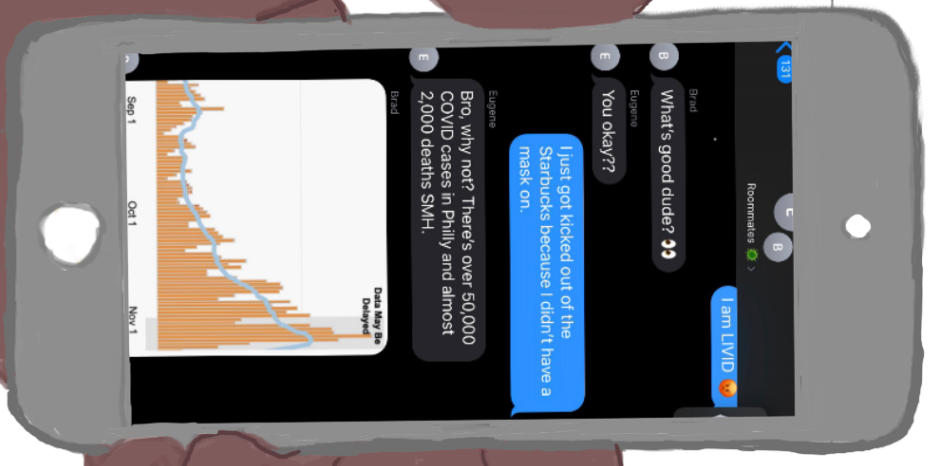 131
E
B
Roommates
I am LIVID 😡
Brad
B
What's good dude? 👀
Eugene
E
You okay??
I just got kicked out of the
Starbucks because I didn't have a
mask on.
Eugene
E
Bro, why not? There's over 50,000
COVID cases in Philly and almost
2,000 deaths SMH.
Brad
Data May Be
Delayed
Sep 1
Oct 1
Nov 1